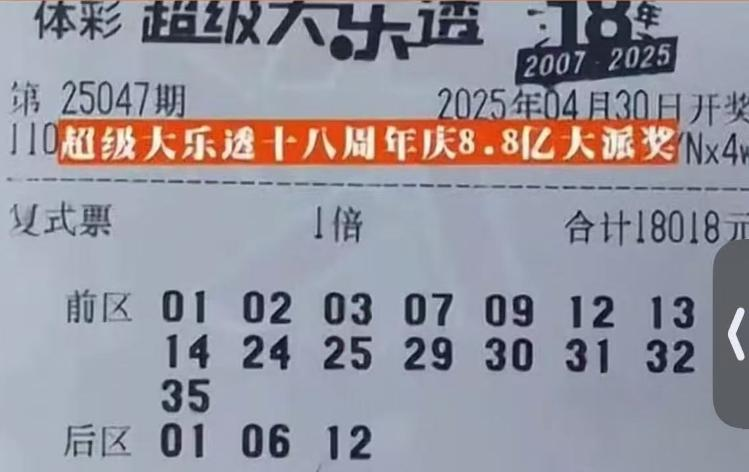 体彩 超级大乐透 18年
2007-2025
第 25047期 2025年04月30日开奖
110 超级大乐透十八周年庆8.8亿大派奖 Nx4w
复式票 1倍 合计18018元
前区 01 02 03 07 09 12 13
14 24 25 29 30 31 32
35
后区 01 06 12